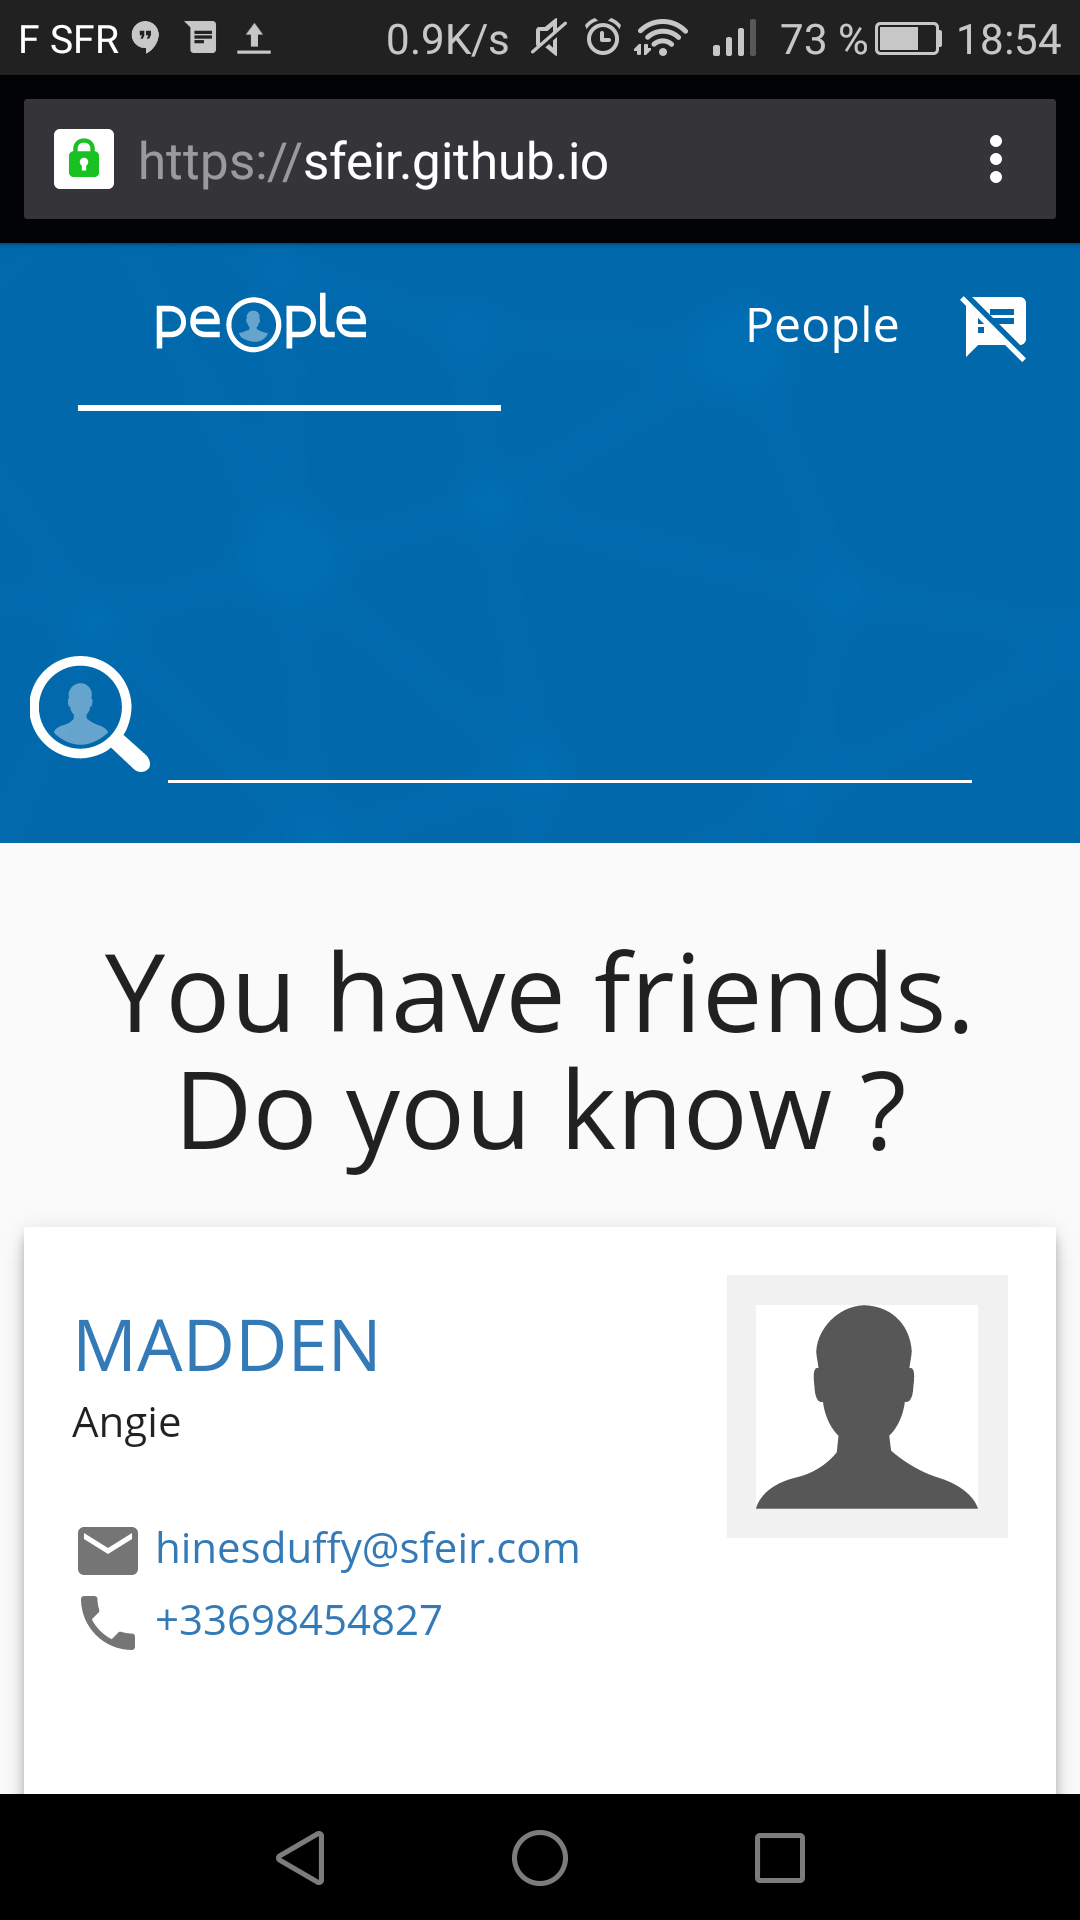 F SFR 0.9K/s 73 % 18:54
https://sfeir.github.io
people People
You have friends.
Do you know ?
MADDEN
Angie
hinesduffy@sfeir.com
+33698454827